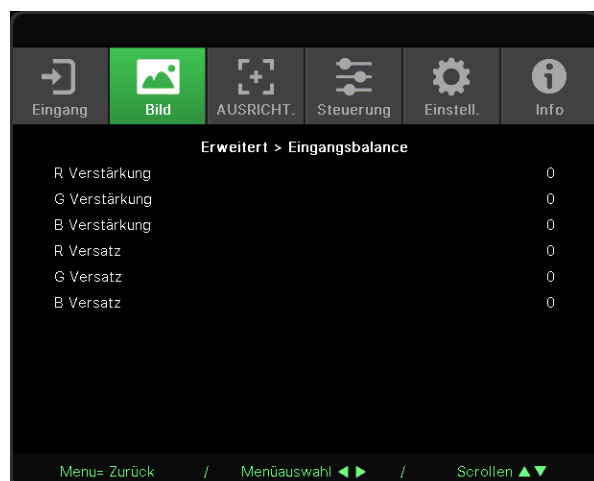 Eingang Bild AUSRICHT. Steuerung Einstell. Info
Erweitert > Eingangsbalance
R Verstärkung 0
G Verstärkung 0
B Verstärkung 0
R Versatz 0
G Versatz 0
B Versatz 0
Menu= Zurück / Menüauswahl ◀ ▶ / Scrollen ▲▼